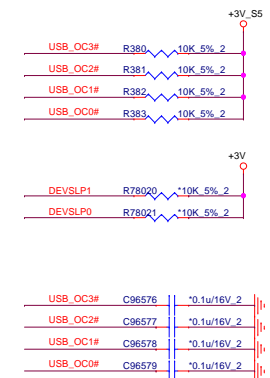 +3V_S5
USB_OC3# R380 10K_5%_2
USB_OC2# R381 10K_5%_2
USB_OC1# R382 10K_5%_2
USB_OC0# R383 10K_5%_2
+3V
DEVSLP1 R78020 *10K_5%_2
DEVSLP0 R78021 *10K_5%_2
USB_OC3# C96576 *0.1u/16V_2
USB_OC2# C96577 *0.1u/16V_2
USB_OC1# C96578 *0.1u/16V_2
USB_OC0# C96579 *0.1u/16V_2